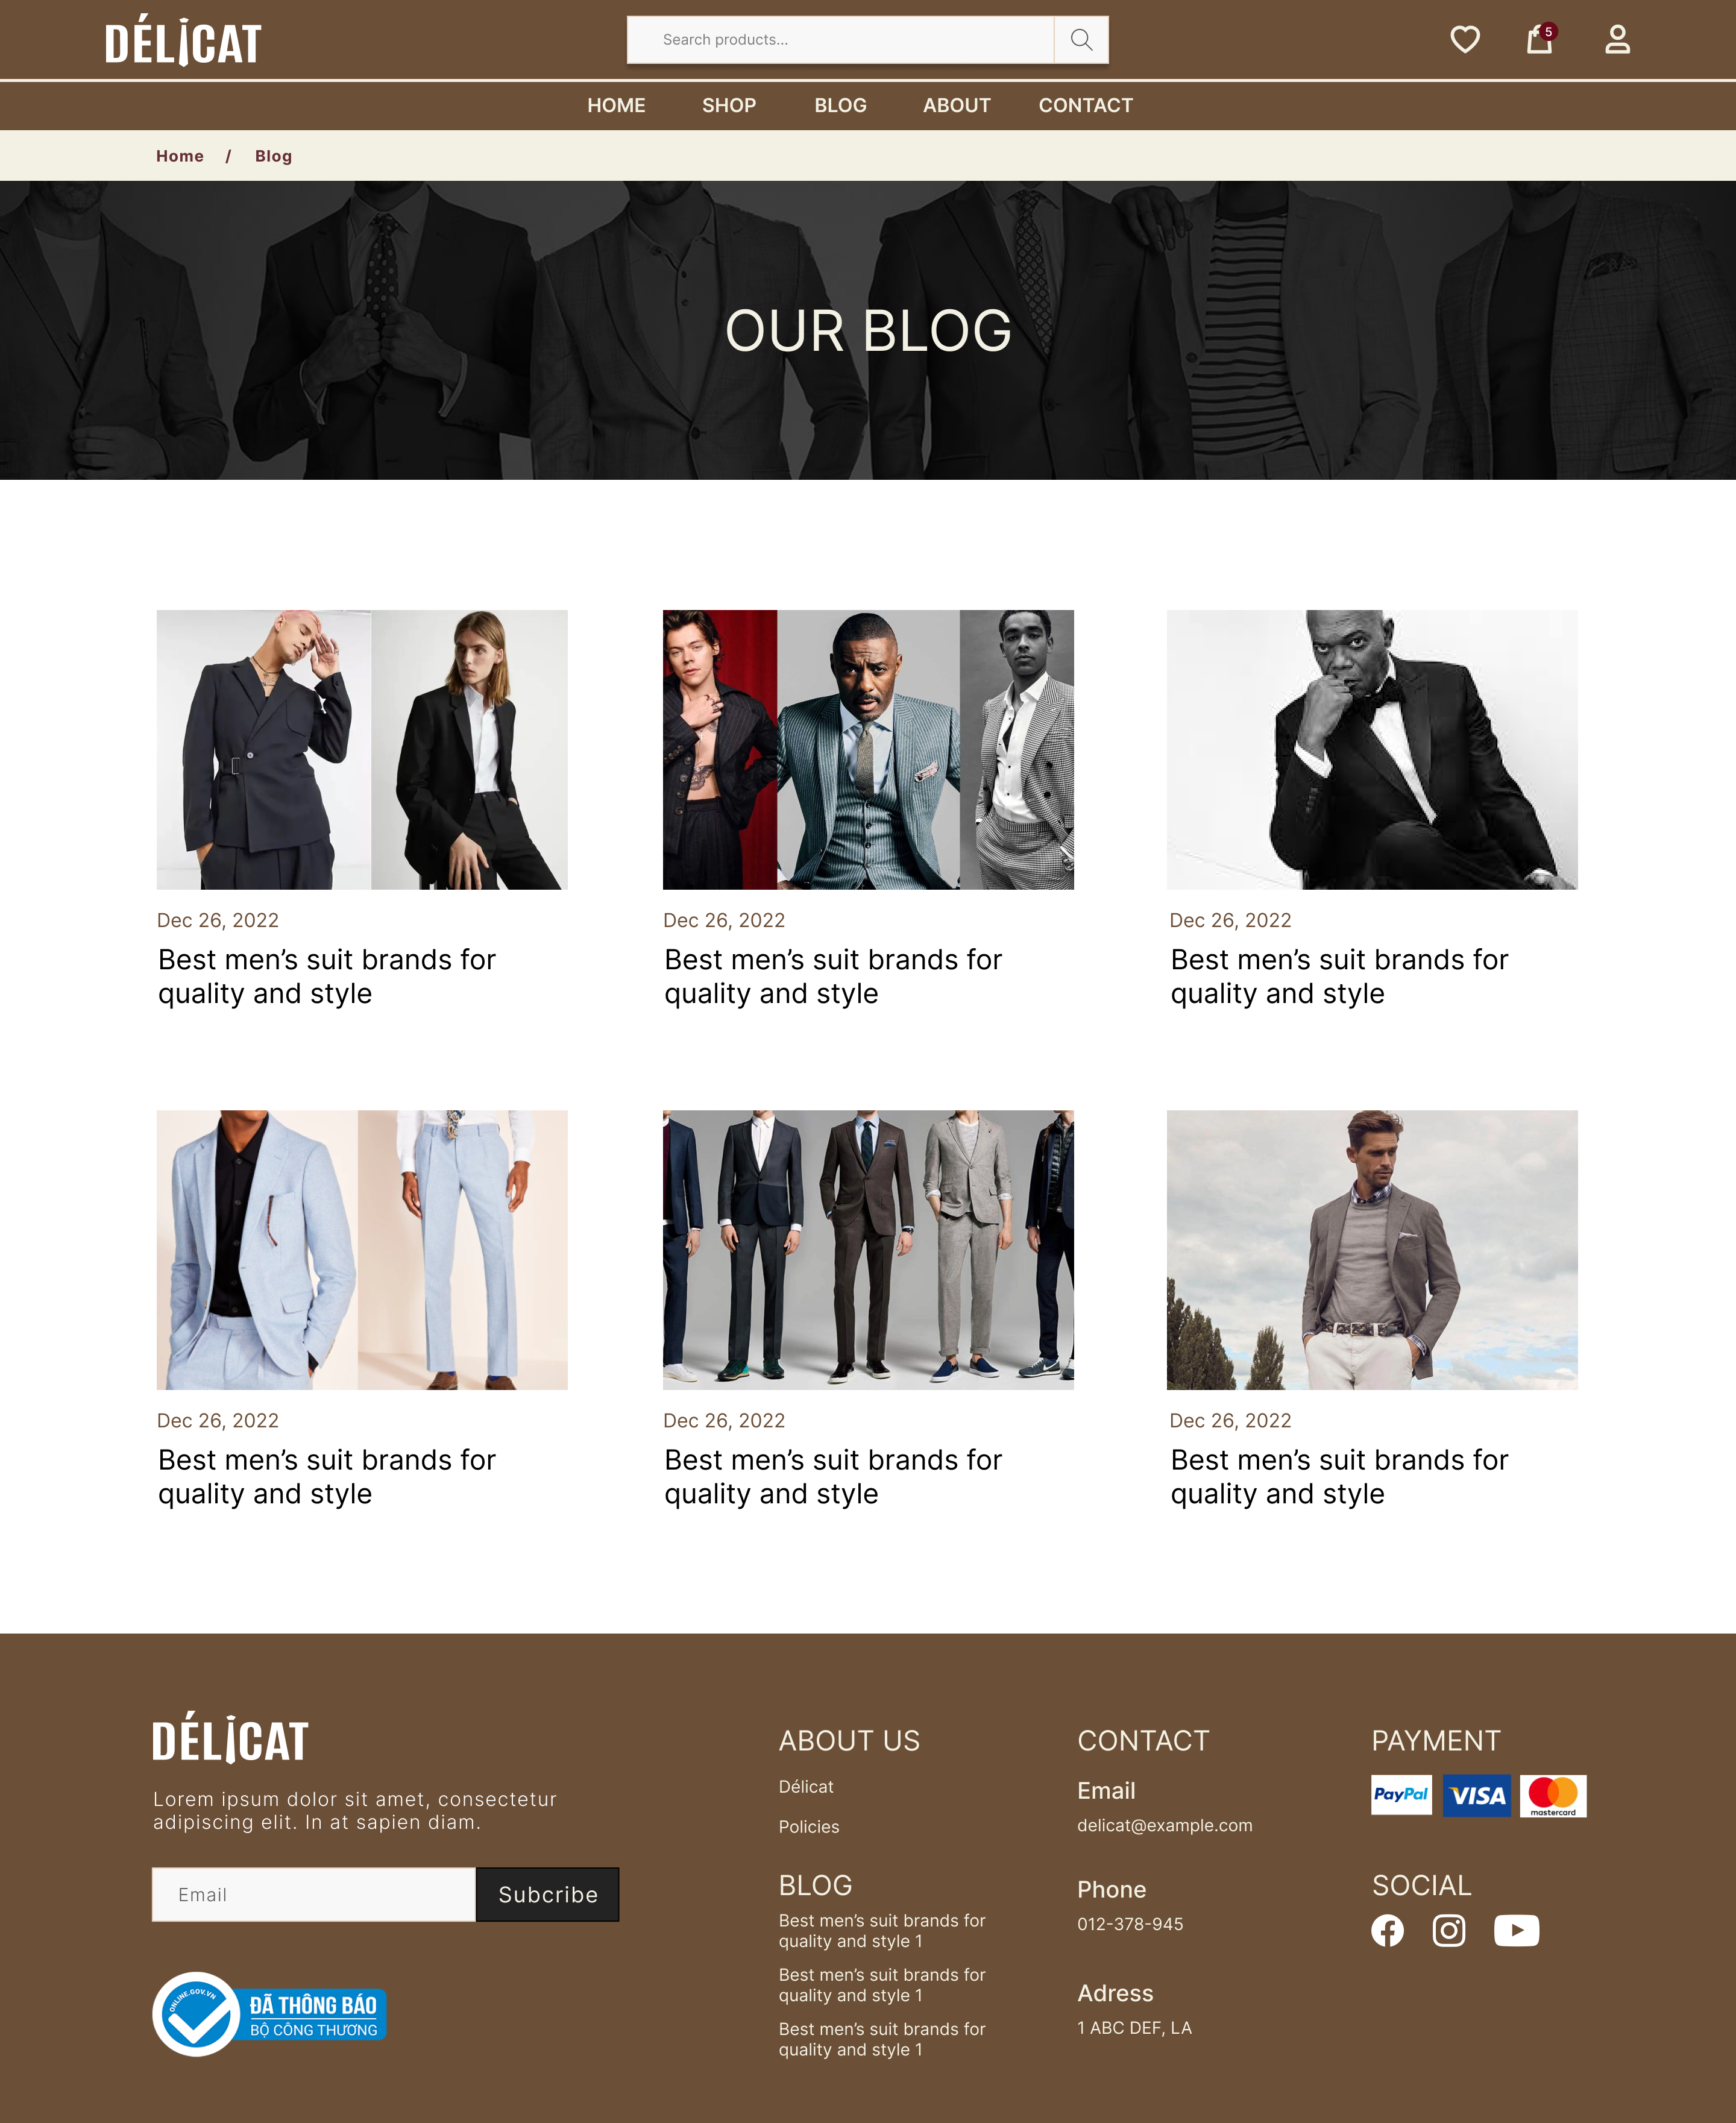 DÉLICAT
Search products...
5
HOME SHOP BLOG ABOUT CONTACT
Home / Blog
OUR BLOG
Dec 26, 2022
Best men’s suit brands for
quality and style
Dec 26, 2022
Best men’s suit brands for
quality and style
Dec 26, 2022
Best men’s suit brands for
quality and style
Dec 26, 2022
Best men’s suit brands for
quality and style
Dec 26, 2022
Best men’s suit brands for
quality and style
Dec 26, 2022
Best men’s suit brands for
quality and style
DÉLICAT
Lorem ipsum dolor sit amet, consectetur
adipiscing elit. In at sapien diam.
Email
Subcribe
ONLINE.GOV.VN
ĐÃ THÔNG BÁO
BỘ CÔNG THƯƠNG
ABOUT US
Délicat
Policies
BLOG
Best men’s suit brands for
quality and style 1
Best men’s suit brands for
quality and style 1
Best men’s suit brands for
quality and style 1
CONTACT
Email
delicat@example.com
Phone
012-378-945
Adress
1 ABC DEF, LA
PAYMENT
PayPal VISA mastercard
SOCIAL